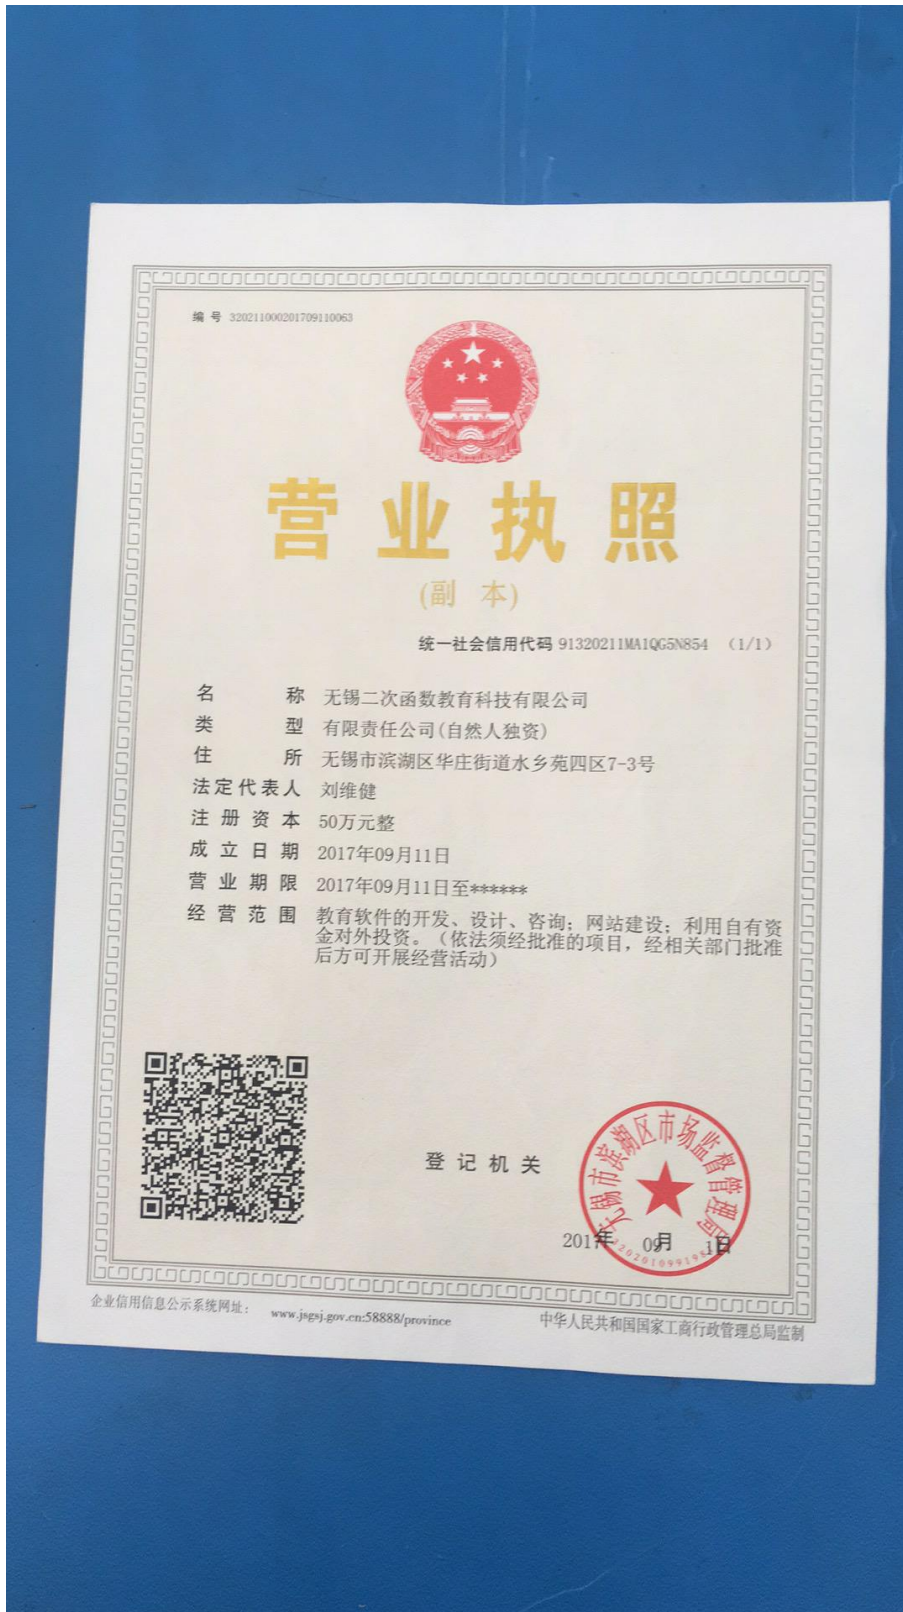 编号 320211000201709110063
营业执照
(副本)
统一社会信用代码 91320211MA1QG5N854 (1/1)
名称 无锡二次函数教育科技有限公司
类型 有限责任公司(自然人独资)
住所 无锡市滨湖区华庄街道水乡苑四区7-3号
法定代表人 刘维健
注册资本 50万元整
成立日期 2017年09月11日
营业期限 2017年09月11日至******
经营范围 教育软件的开发、设计、咨询；网站建设；利用自有资
金对外投资。（依法须经批准的项目，经相关部门批准
后方可开展经营活动）
登记机关
无锡市滨湖区市场监督管理局
2017年 09月 日
企业信用信息公示系统网址： www.jsgsj.gov.cn:58888/province
中华人民共和国国家工商行政管理总局监制